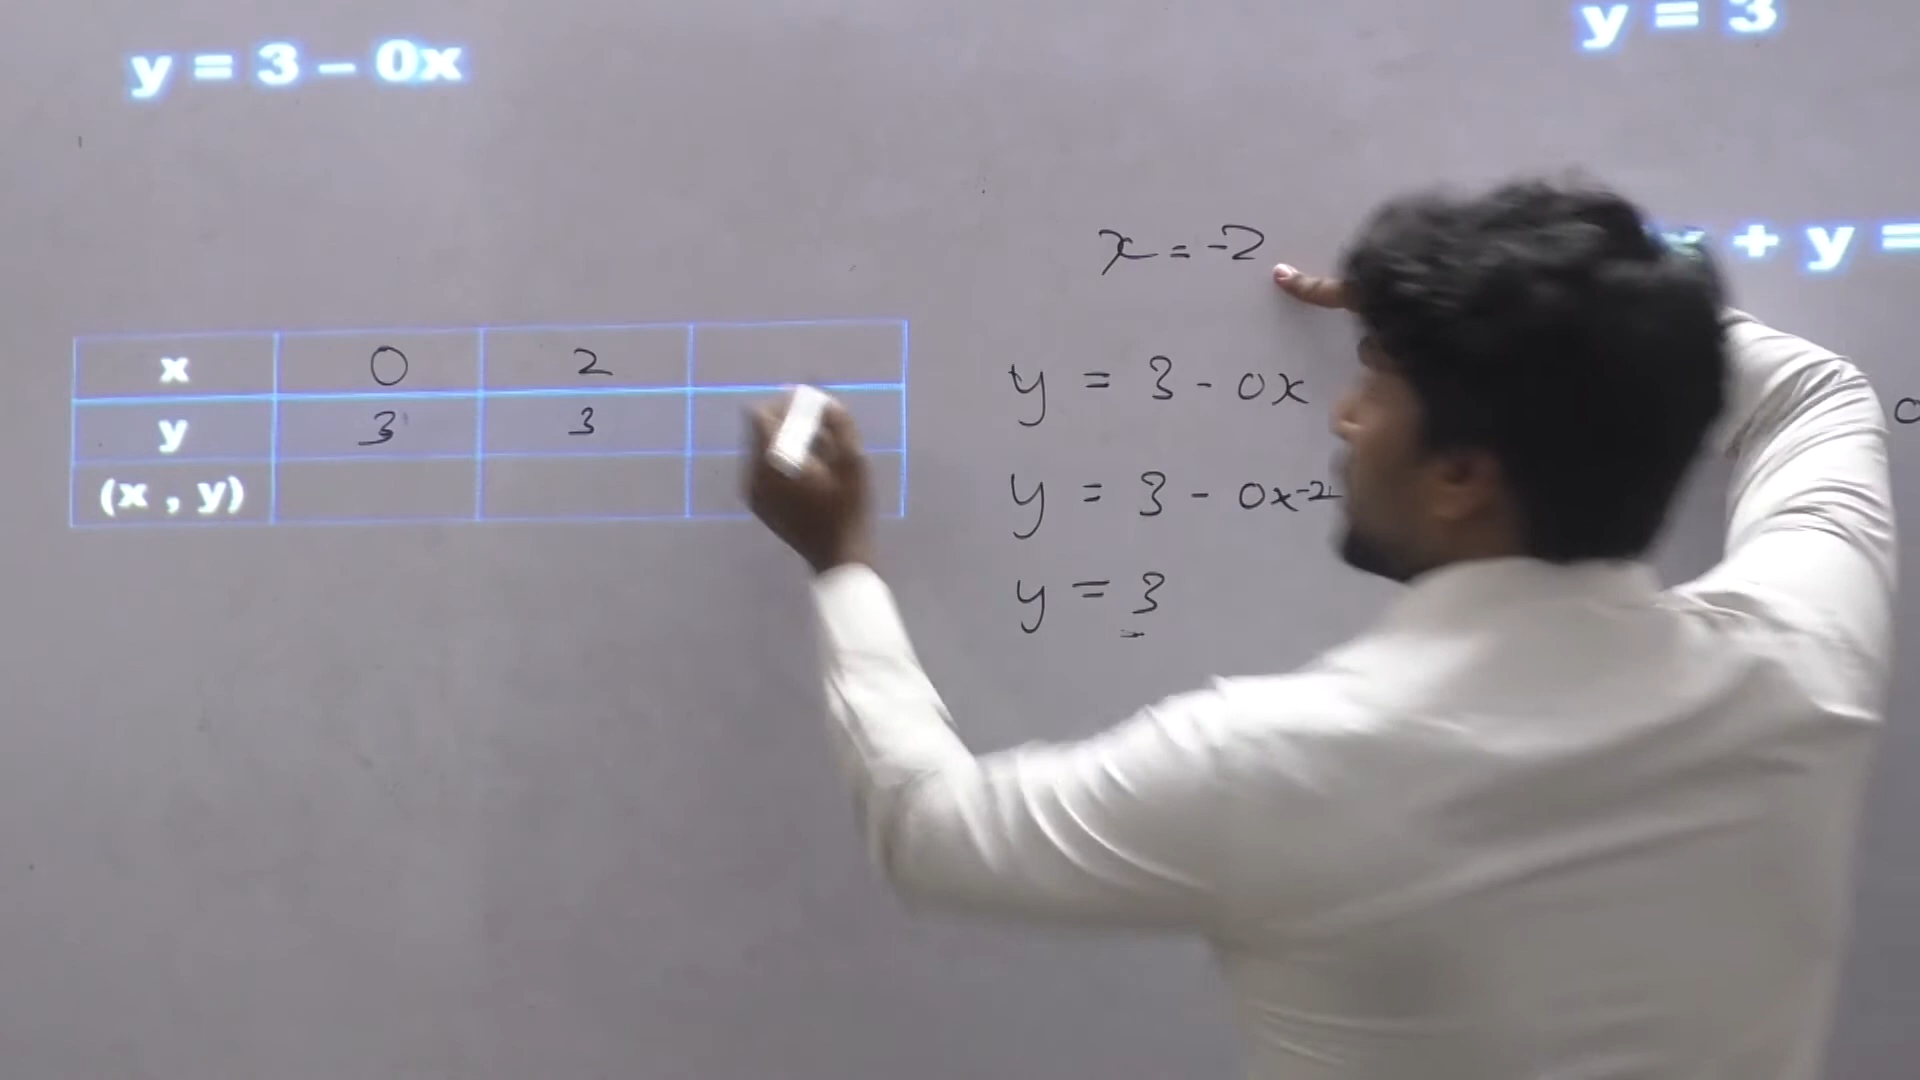 y = 3 – 0x
y = 3
x = -2
+ y =
x 0 2
y 3 3
(x , y)
y = 3 - 0x
y = 3 - 0x-2
y = 3